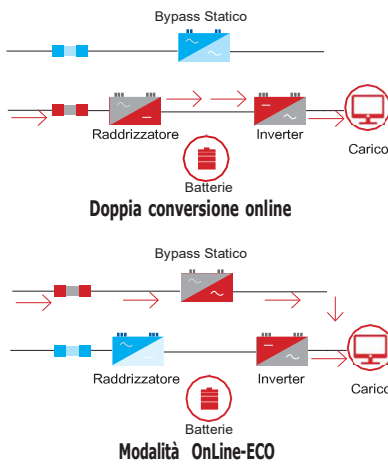 Bypass Statico
Raddrizzatore
Inverter
Carico
Batterie
Doppia conversione online
Bypass Statico
Raddrizzatore
Inverter
Carico
Batterie
Modalità OnLine-ECO